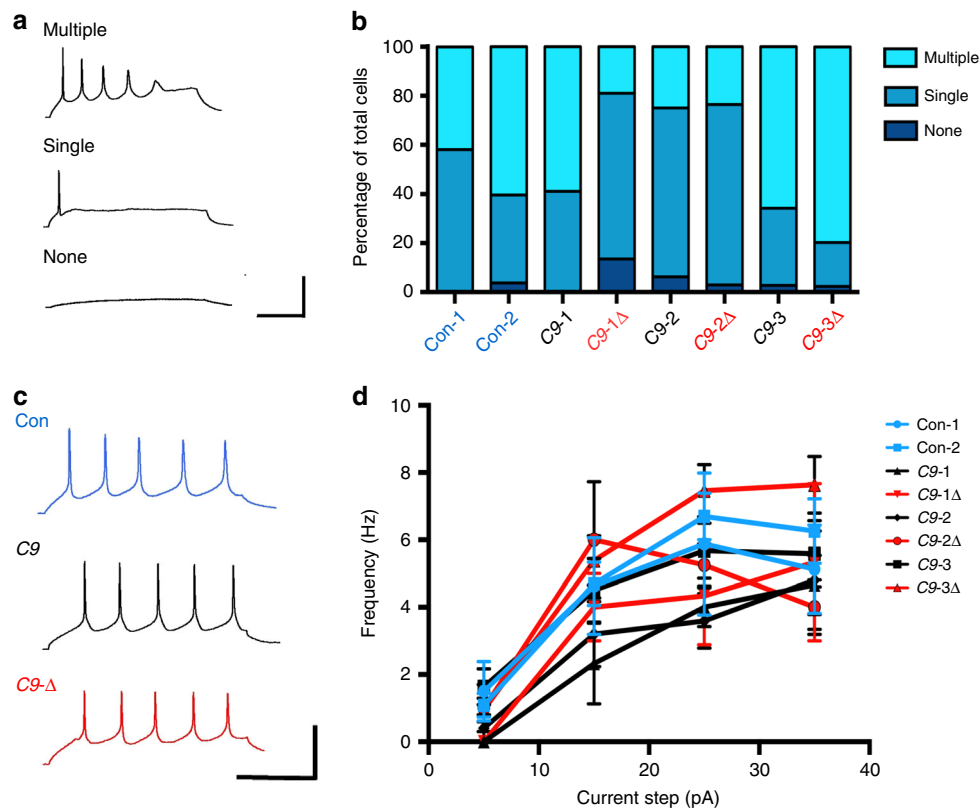 a
Multiple
Single
None
b
Percentage of total cells
100
80
60
40
20
0
Con-1
Con-2
C9-1
C9-1Δ
C9-2
C9-2Δ
C9-3
C9-3Δ
Multiple
Single
None
c
Con
C9
C9-Δ
d
Frequency (Hz)
10
8
6
4
2
0
0 10 20 30 40
Current step (pA)
Con-1
Con-2
C9-1
C9-1Δ
C9-2
C9-2Δ
C9-3
C9-3Δ